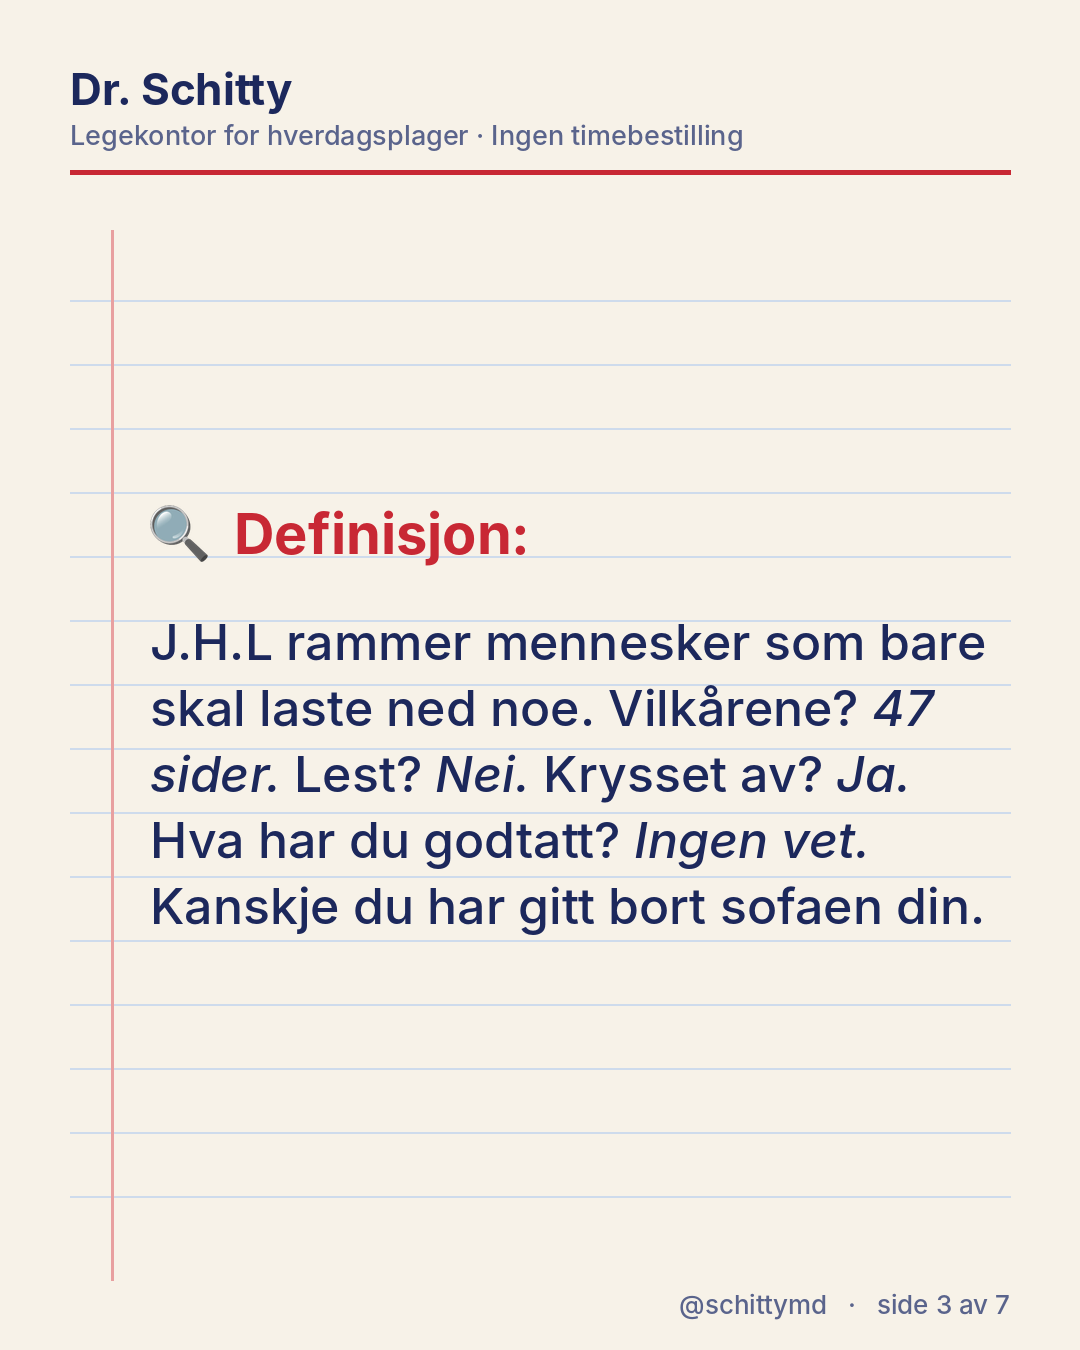 Dr. Schitty
Legekontor for hverdagsplager · Ingen timebestilling
🔍 Definisjon:
J.H.L rammer mennesker som bare
skal laste ned noe. Vilkårene? 47
sider. Lest? Nei. Krysset av? Ja.
Hva har du godtatt? Ingen vet.
Kanskje du har gitt bort sofaen din.
@schittymd · side 3 av 7